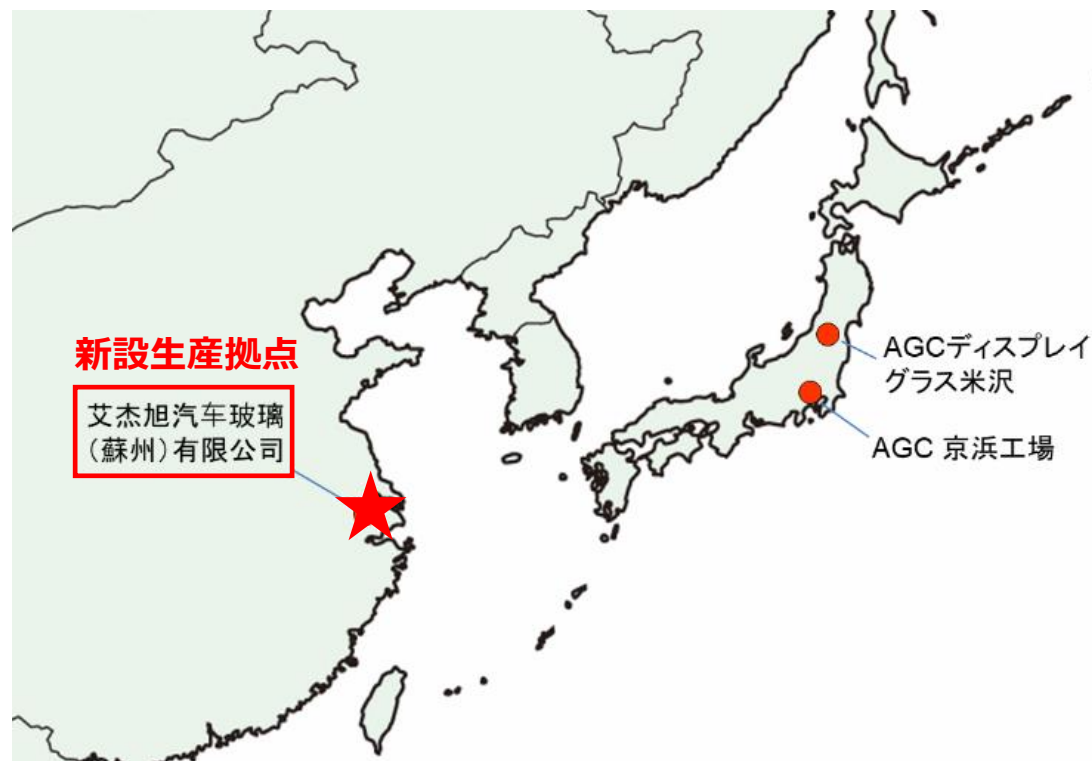 新設生産拠点
艾杰旭汽车玻璃
（蘇州）有限公司
AGCディスプレイ
グラス米沢
AGC 京浜工場